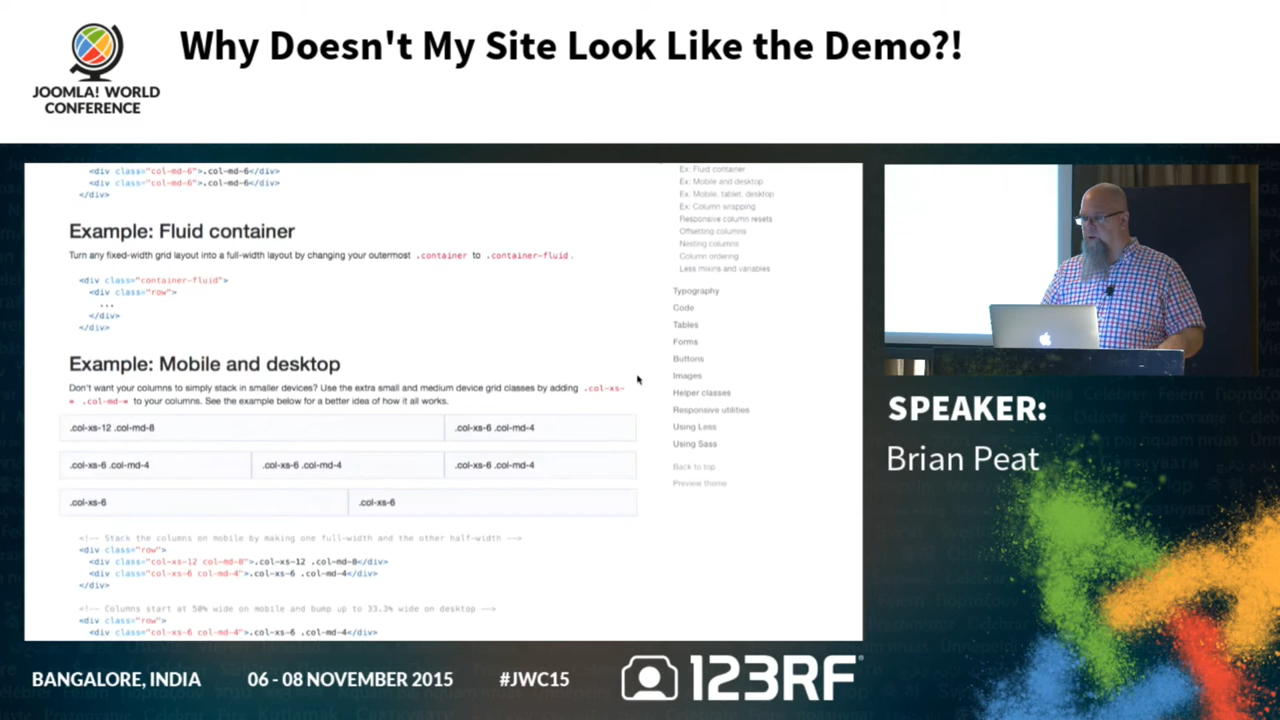 JOOMLA! WORLD
CONFERENCE
Why Doesn't My Site Look Like the Demo?!
<div class="col-md-6">.col-md-6</div>
<div class="col-md-6">.col-md-6</div>
</div>
Example: Fluid container
Turn any fixed-width grid layout into a full-width layout by changing your outermost .container to .container-fluid.
<div class="container-fluid">
<div class="row">
...
</div>
</div>
Example: Mobile and desktop
Don't want your columns to simply stack in smaller devices? Use the extra small and medium device grid classes by adding .col-xs-
* .col-md-* to your columns. See the example below for a better idea of how it all works.
.col-xs-12 .col-md-8
.col-xs-6 .col-md-4
.col-xs-6 .col-md-4
.col-xs-6 .col-md-4
.col-xs-6 .col-md-4
.col-xs-6
.col-xs-6
<!-- Stack the columns on mobile by making one full-width and the other half-width -->
<div class="row">
<div class="col-xs-12 col-md-8">.col-xs-12 .col-md-8</div>
<div class="col-xs-6 col-md-4">.col-xs-6 .col-md-4</div>
</div>
<!-- Columns start at 50% wide on mobile and bump up to 33.3% wide on desktop -->
<div class="row">
<div class="col-xs-6 col-md-4">.col-xs-6 .col-md-4</div>
Ex: Fluid container
Ex: Mobile and desktop
Ex: Mobile, tablet, desktop
Ex: Column wrapping
Responsive column resets
Offsetting columns
Nesting columns
Column ordering
Less mixins and variables
Typography
Code
Tables
Forms
Buttons
Images
Helper classes
Responsive utilities
Using Less
Using Sass
Back to top
Preview theme
SPEAKER:
Brian Peat
BANGALORE, INDIA
06 - 08 NOVEMBER 2015
#JWC15
123RF